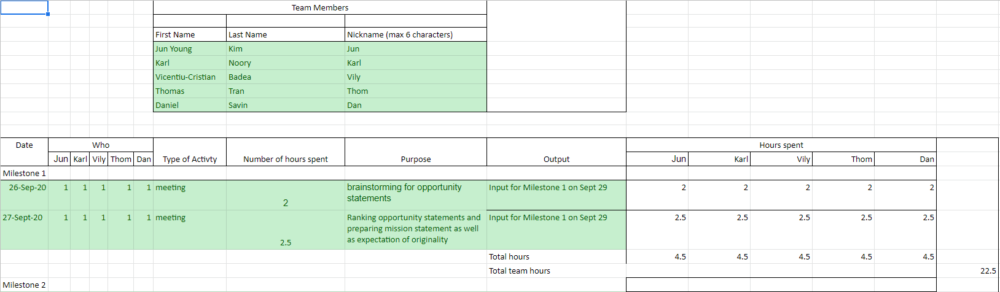 Team Members
First Name Last Name Nickname (max 6 characters)
Jun Young Kim Jun
Karl Noory Karl
Vicentiu-Cristian Badea Vily
Thomas Tran Thom
Daniel Savin Dan
Date Who Hours spent
Jun Karl Vily Thom Dan Type of Activty Number of hours spent Purpose Output Jun Karl Vily Thom Dan
Milestone 1
26-Sep-20 1 1 1 1 1 meeting 2 brainstorming for opportunity Input for Milestone 1 on Sept 29 2 2 2 2 2
statements
27-Sept-20 1 1 1 1 1 meeting 2.5 Ranking opportunity statements and Input for Milestone 1 on Sept 29 2.5 2.5 2.5 2.5 2.5
preparing mission statement as well
as expectation of originality
Total hours 4.5 4.5 4.5 4.5 4.5
Total team hours 22.5
Milestone 2